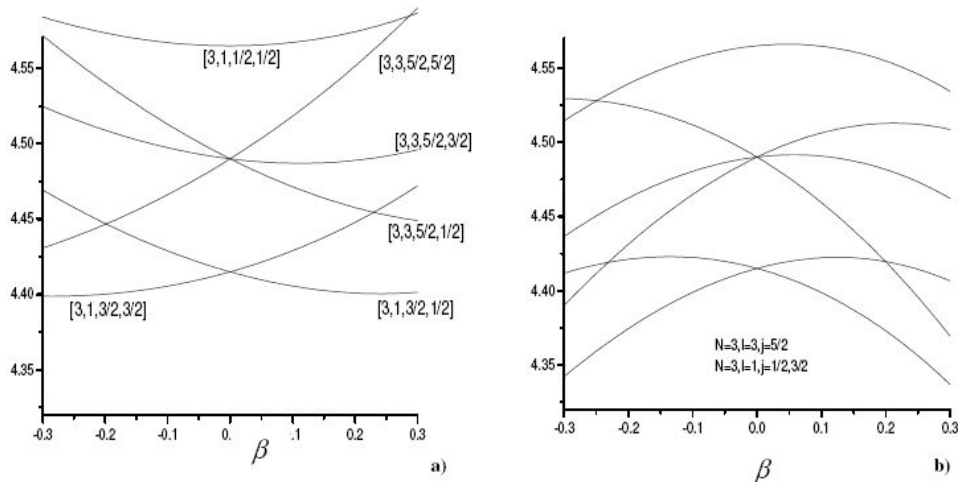 4.55
4.50
4.45
4.40
4.35
-0.3 -0.2 -0.1 0. 0.1 0.2 0.3
β
a)
[3,1,1/2,1/2]
[3,3,5/2,5/2]
[3,3,5/2,3/2]
[3,3,5/2,1/2]
[3,1,3/2,3/2]
[3,1,3/2,1/2]
4.55
4.50
4.45
4.40
4.35
N=3,l=3,j=5/2
N=3,l=1,j=1/2,3/2
-0.3 -0.2 -0.1 0.0 0.1 0.2 0.3
β
b)